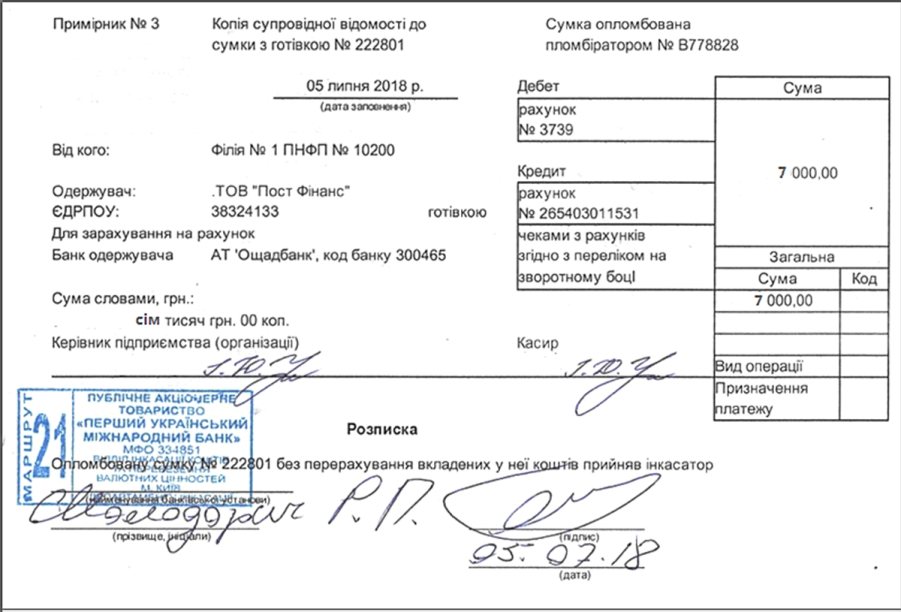 Примірник № 3
Копія супровідної відомості до
сумки з готівкою № 222801
Сумка опломбована
пломбіратором № В778828
05 липня 2018 р.
(дата заповнення)
Дебет
рахунок
№ 3739
Сума
7 000,00
Від кого: Філія № 1 ПНФП № 10200
Кредит
рахунок
№ 265403011531
Одержувач: .ТОВ "Пост Фінанс"
ЄДРПОУ: 38324133 готівкою
Для зарахування на рахунок
Банк одержувача АТ 'Ощадбанк', код банку 300465
чеками з рахунків
згідно з переліком на
зворотному боці
Загальна
Сума Код
7 000,00
Сума словами, грн.:
сім тисяч грн. 00 коп.
Керівник підприємства (організації)
Касир
Вид операції
Призначення
платежу
МАРШРУТ
21
ПУБЛІЧНЕ АКЦІОНЕРНЕ
ТОВАРИСТВО
«ПЕРШИЙ УКРАЇНСЬКИЙ
МІЖНАРОДНИЙ БАНК»
МФО 334851
ВАЛЮТНИХ ЦІННОСТЕЙ
М. КИЇВ
Розписка
Опломбовану сумку № 222801 без перерахування вкладених у неї коштів прийняв інкасатор
(найменування банківської установи)
Р.П.
(прізвище, ініціали)
(підпис)
05.07.18
(дата)